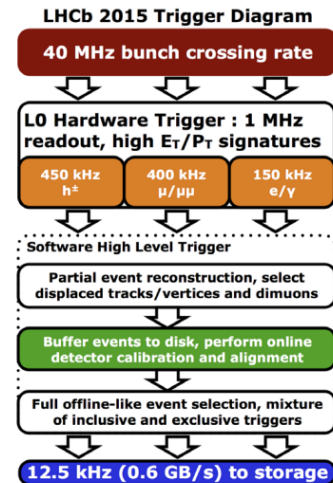 LHCb 2015 Trigger Diagram
40 MHz bunch crossing rate
L0 Hardware Trigger : 1 MHz
readout, high Eᴛ/Pᴛ signatures
450 kHz
h±
400 kHz
μ/μμ
150 kHz
e/γ
Software High Level Trigger
Partial event reconstruction, select
displaced tracks/vertices and dimuons
Buffer events to disk, perform online
detector calibration and alignment
Full offline-like event selection, mixture
of inclusive and exclusive triggers
12.5 kHz (0.6 GB/s) to storage